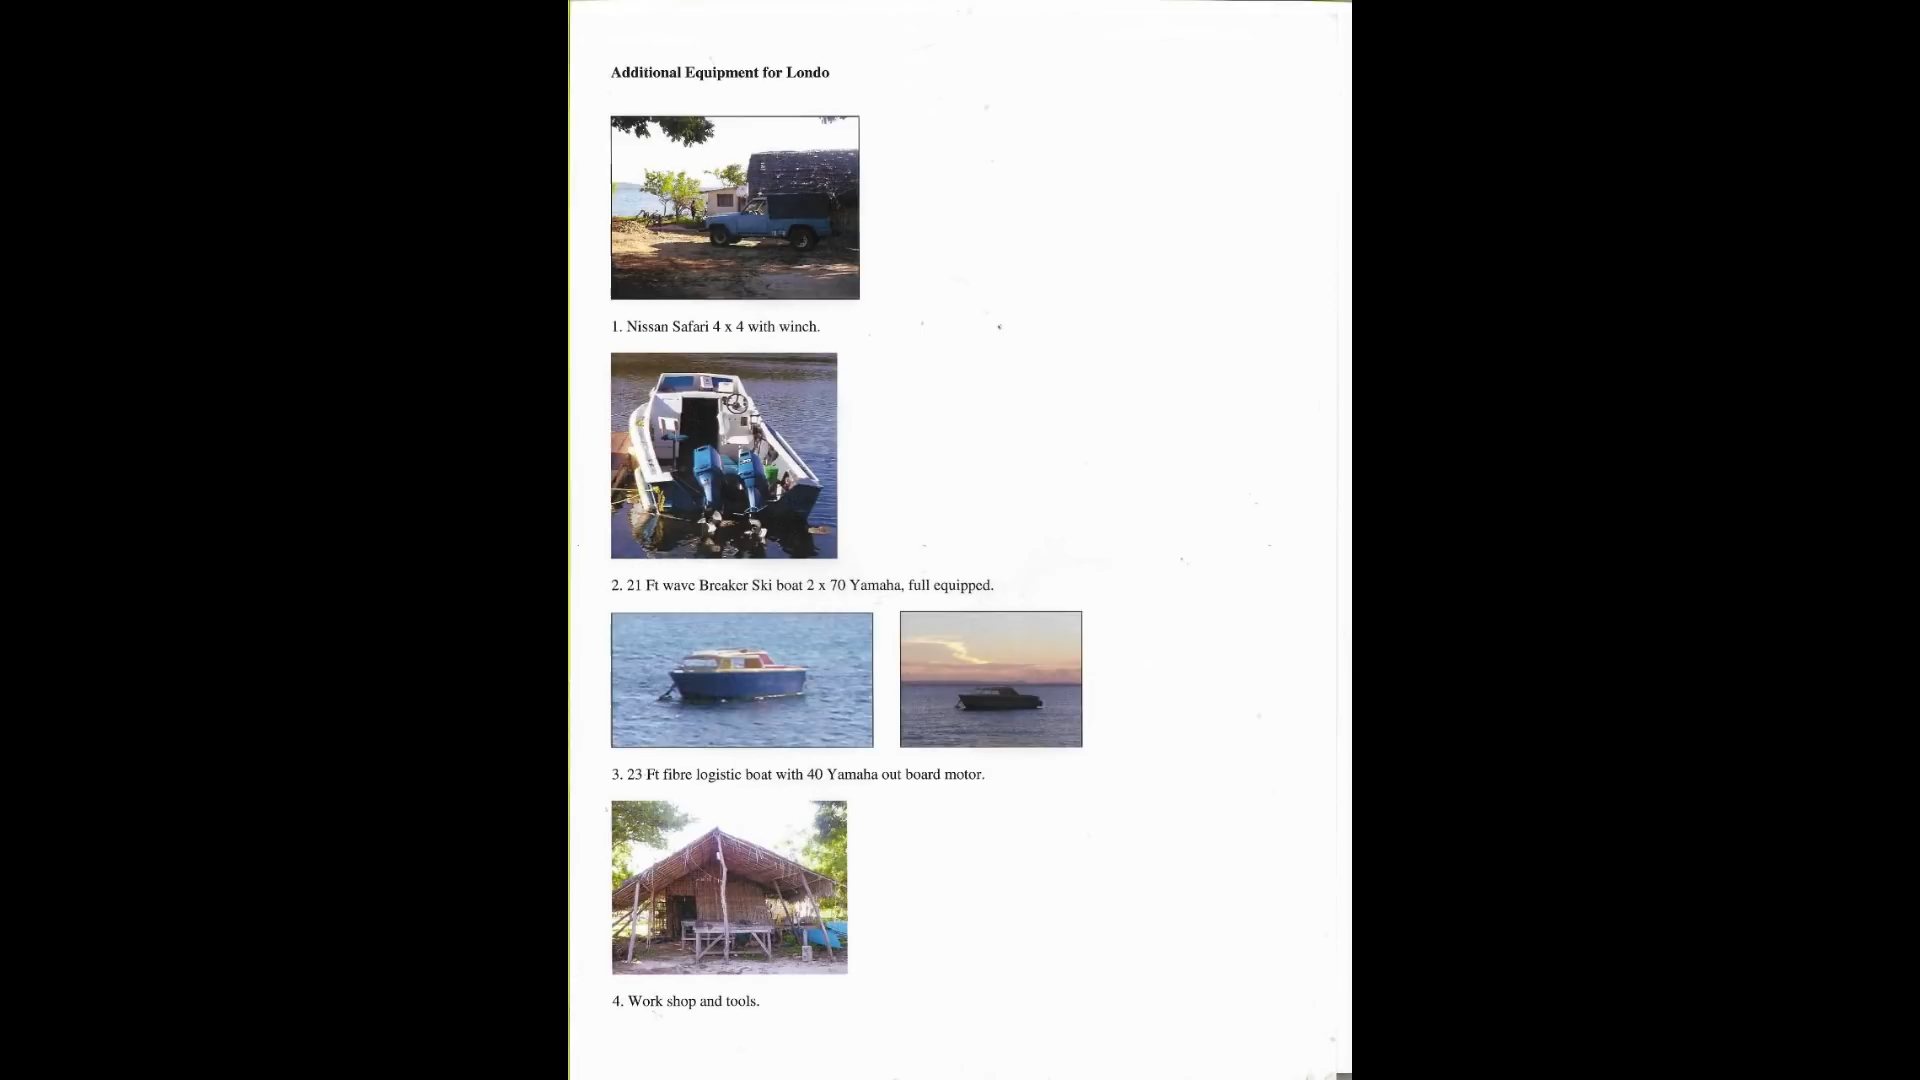 Additional Equipment for Londo
1. Nissan Safari 4 x 4 with winch.
2. 21 Ft wave Breaker Ski boat 2 x 70 Yamaha, full equipped.
3. 23 Ft fibre logistic boat with 40 Yamaha out board motor.
4. Work shop and tools.